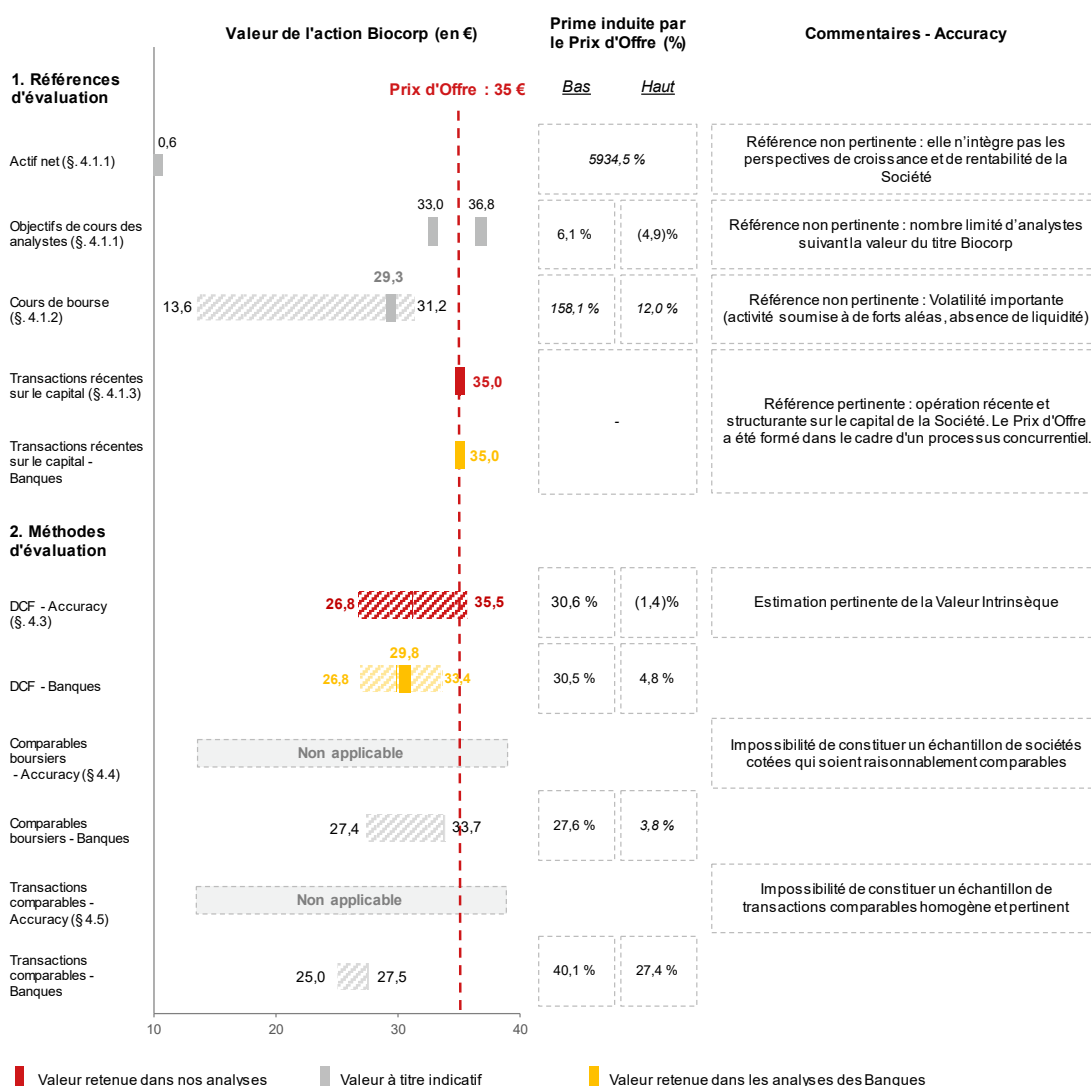 Valeur de l'action Biocorp (en €)
Prime induite par
le Prix d'Offre (%)
Commentaires - Accuracy
1. Références
d'évaluation
Prix d'Offre : 35 €
Bas
Haut
Actif net (§. 4.1.1)
0,6
5934,5 %
Référence non pertinente : elle n'intègre pas les
perspectives de croissance et de rentabilité de la
Société
Objectifs de cours des
analystes (§. 4.1.1)
33,0
36,8
6,1 %
(4,9)%
Référence non pertinente : nombre limité d'analystes
suivant la valeur du titre Biocorp
Cours de bourse
(§. 4.1.2)
13,6
29,3
31,2
158,1 %
12,0 %
Référence non pertinente : Volatilité importante
(activité soumise à de forts aléas, absence de liquidité)
Transactions récentes
sur le capital (§. 4.1.3)
35,0
-
Référence pertinente : opération récente et
structurante sur le capital de la Société. Le Prix d'Offre
a été formé dans le cadre d'un processus concurrentiel.
Transactions récentes
sur le capital -
Banques
35,0
2. Méthodes
d'évaluation
DCF - Accuracy
(§. 4.3)
26,8
35,5
30,6 %
(1,4)%
Estimation pertinente de la Valeur Intrinsèque
DCF - Banques
26,8
29,8
33,4
30,5 %
4,8 %
Comparables
boursiers
- Accuracy (§ 4.4)
Non applicable
Impossibilité de constituer un échantillon de sociétés
cotées qui soient raisonnablement comparables
Comparables
boursiers - Banques
27,4
33,7
27,6 %
3,8 %
Transactions
comparables -
Accuracy (§ 4.5)
Non applicable
Impossibilité de constituer un échantillon de
transactions comparables homogène et pertinent
Transactions
comparables -
Banques
25,0
27,5
40,1 %
27,4 %
10
20
30
40
Valeur retenue dans nos analyses
Valeur à titre indicatif
Valeur retenue dans les analyses des Banques